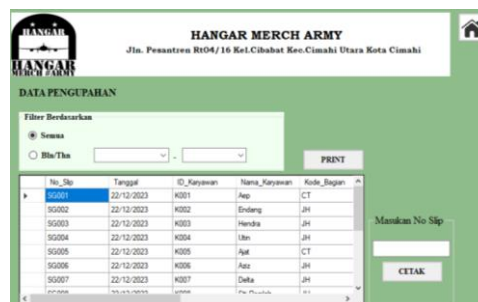 HANGAR
HANGAR
MERCH #ARMY
HANGAR MERCH ARMY
Jln. Pesantren Rt04/16 Kel.Cibabat Kec.Cimahi Utara Kota Cimahi
DATA PENGUPAHAN
Filter Berdasarkan
Semua
Bln/Thn
-
PRINT
No_Slip Tanggal ID_Karyawan Nama_Karyawan Kode_Bagian
SG001 22/12/2023 K001 Aep CT
SG002 22/12/2023 K002 Endang JH
SG003 22/12/2023 K003 Hendra JH
SG004 22/12/2023 K004 Utin JH
SG005 22/12/2023 K005 Ajat CT
SG006 22/12/2023 K006 Aziz JH
SG007 22/12/2023 K007 Delta JH
Masukan No Slip
CETAK